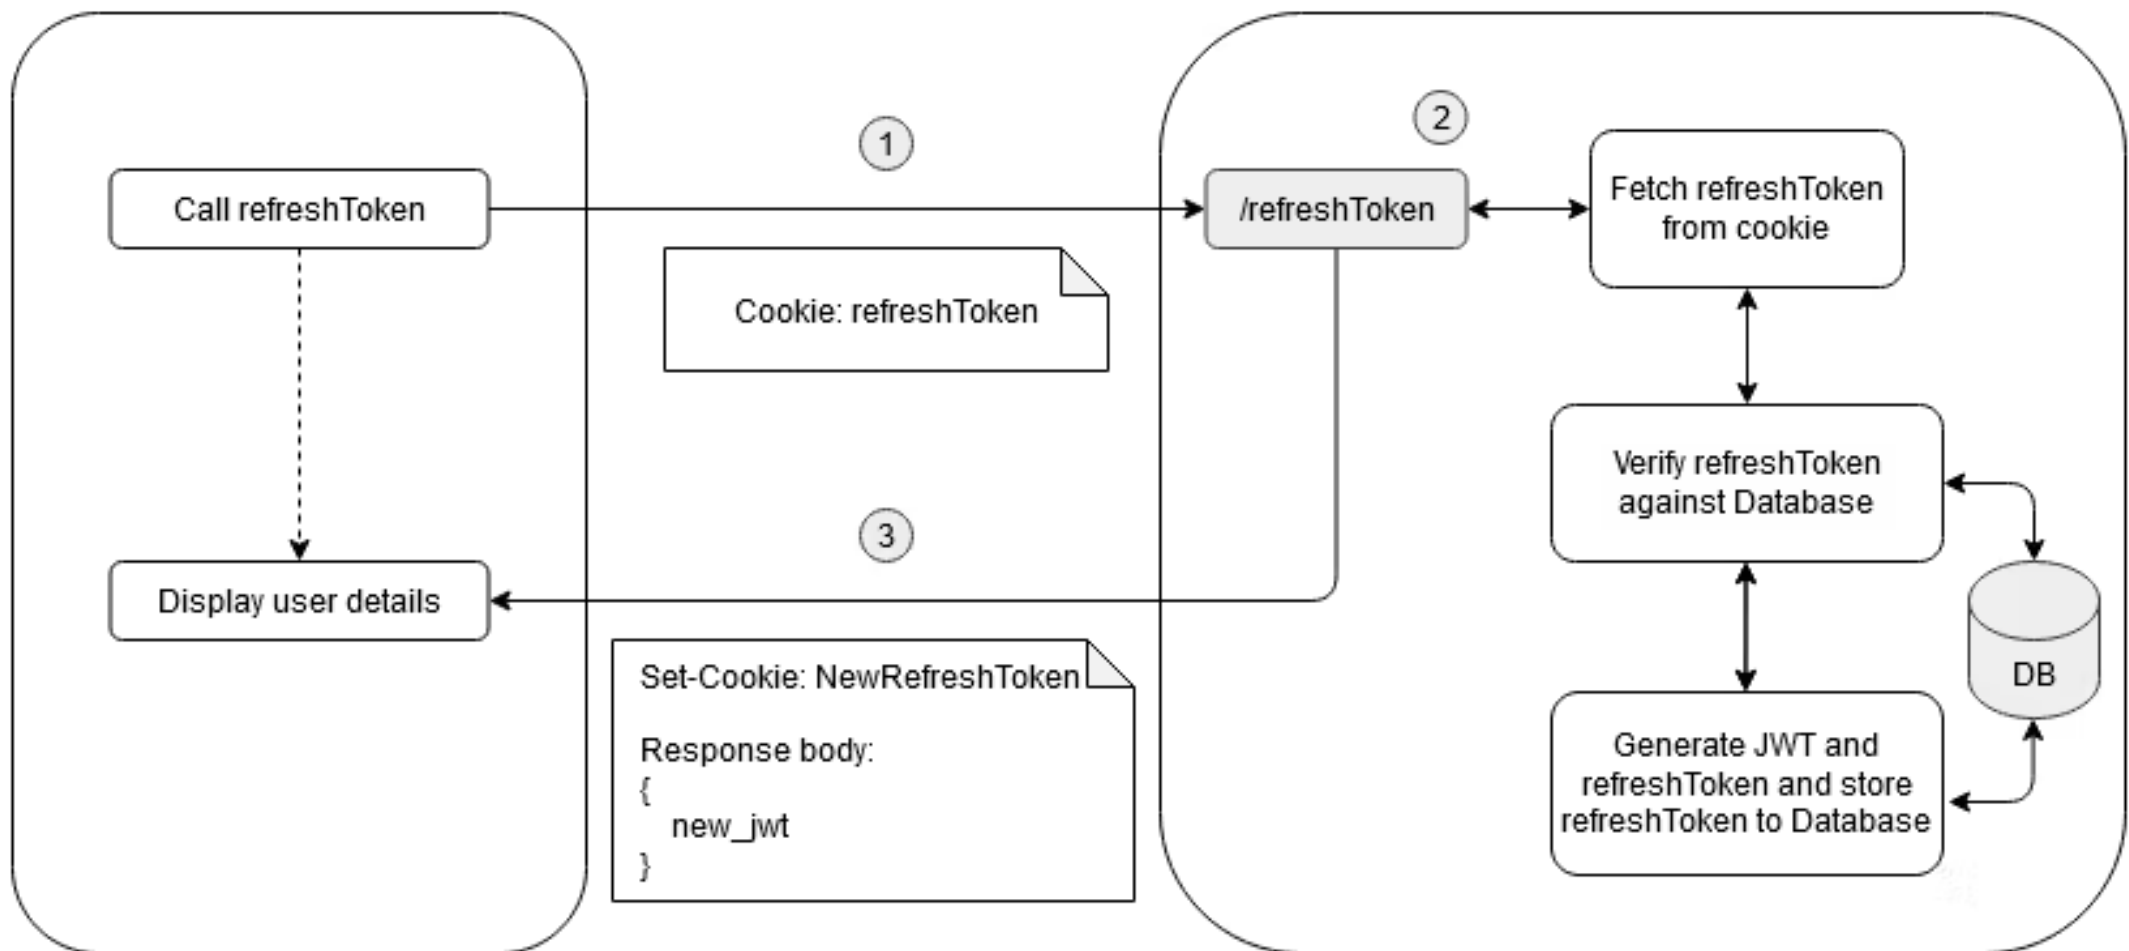 1
2
Call refreshToken
/refreshToken
Fetch refreshToken
from cookie
Cookie: refreshToken
Verify refreshToken
against Database
3
Display user details
DB
Set-Cookie: NewRefreshToken
Response body:
{
new_jwt
}
Generate JWT and
refreshToken and store
refreshToken to Database